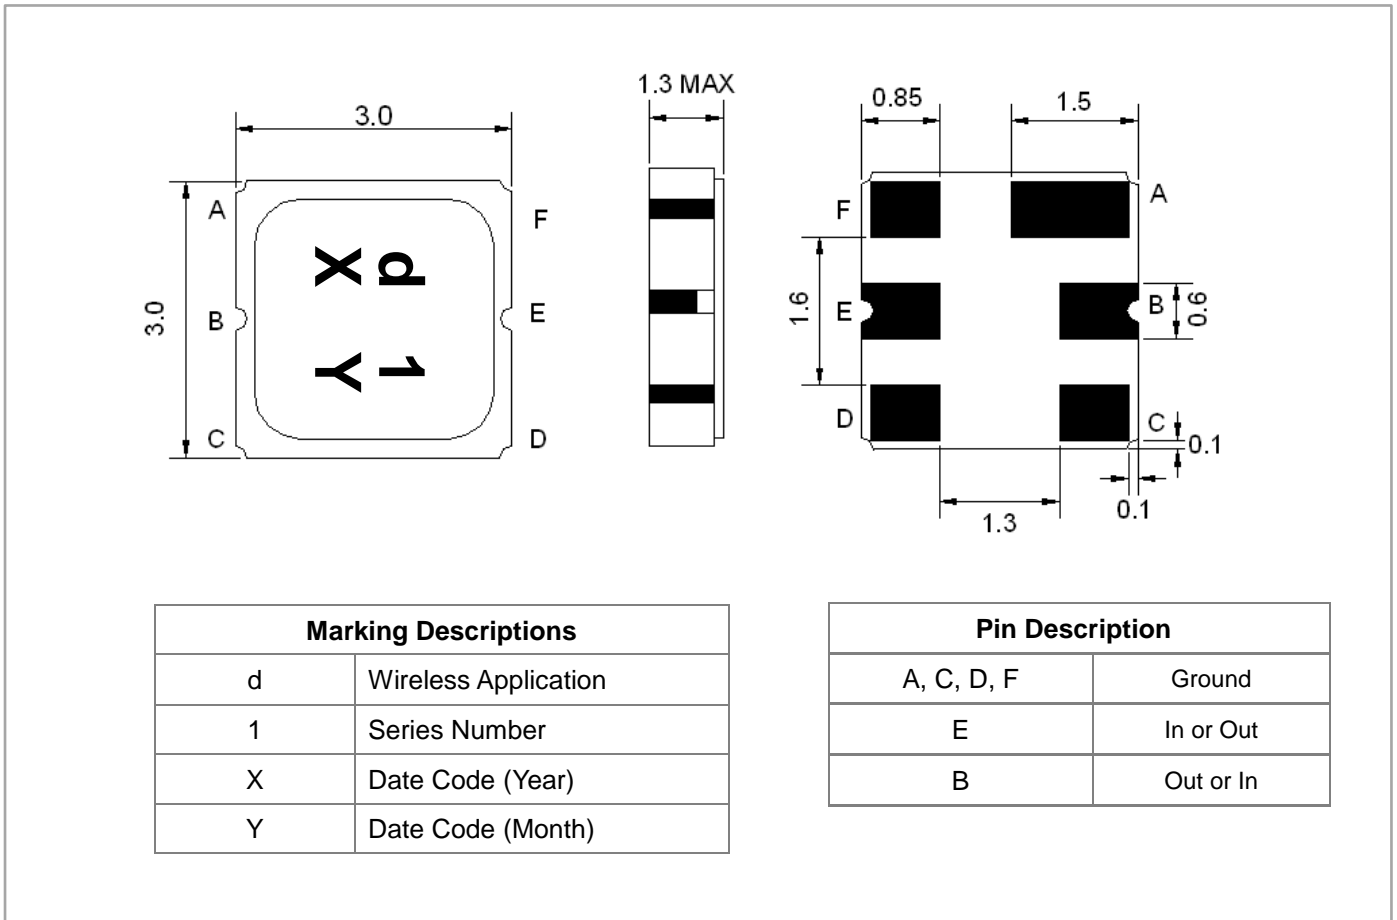 3.0
3.0
A
B
C
F
E
D
d
X
1
Y
1.3 MAX
0.85
1.5
F
A
1.6
E
B
0.6
D
C
0.1
0.1
1.3
Marking Descriptions
d Wireless Application
1 Series Number
X Date Code (Year)
Y Date Code (Month)
Pin Description
A, C, D, F Ground
E In or Out
B Out or In